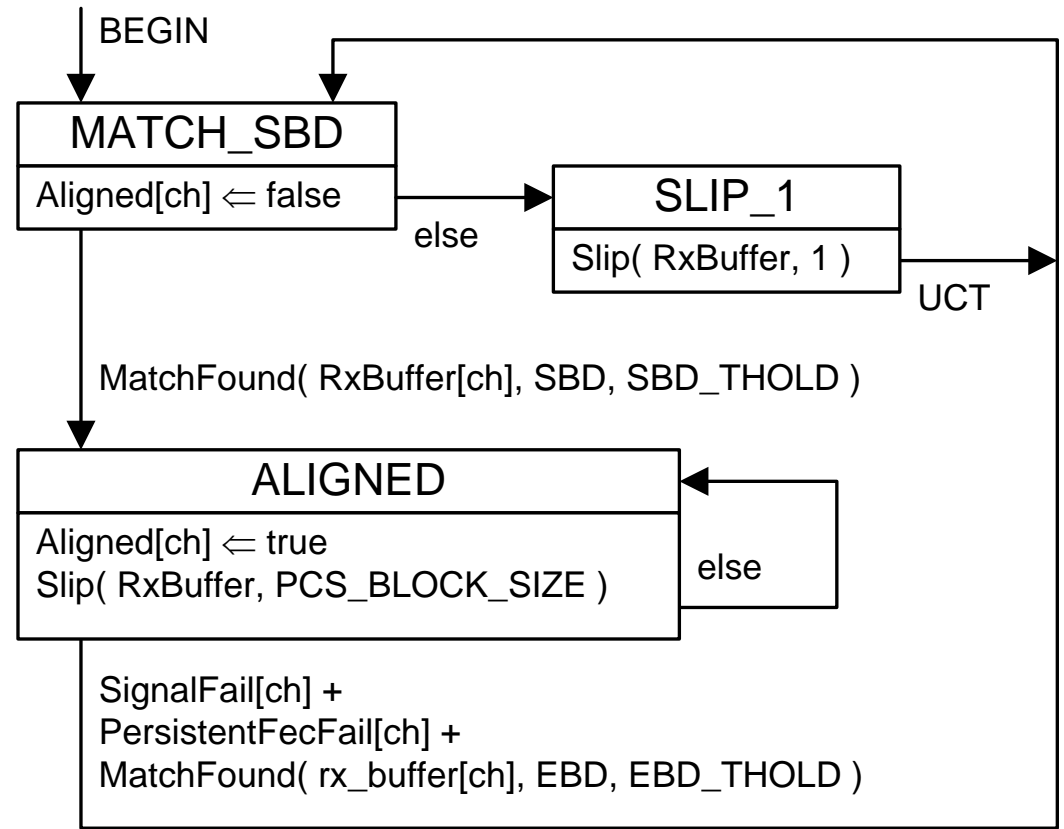 BEGIN
MATCH_SBD
Aligned[ch] ⇐ false
else
SLIP_1
Slip( RxBuffer, 1 )
UCT
MatchFound( RxBuffer[ch], SBD, SBD_THOLD )
ALIGNED
Aligned[ch] ⇐ true
Slip( RxBuffer, PCS_BLOCK_SIZE )
else
SignalFail[ch] +
PersistentFecFail[ch] +
MatchFound( rx_buffer[ch], EBD, EBD_THOLD )